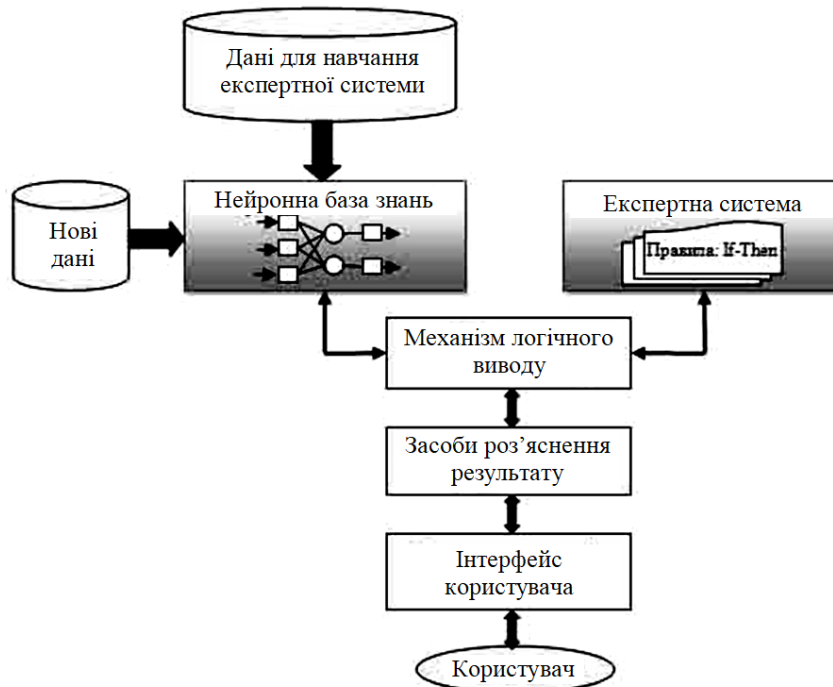 Дані для навчання
експертної системи
Нові
дані
Нейронна база знань
Експертна система
Правила: If-Then
Механізм логічного
виводу
Засоби роз’яснення
результату
Інтерфейс
користувача
Користувач